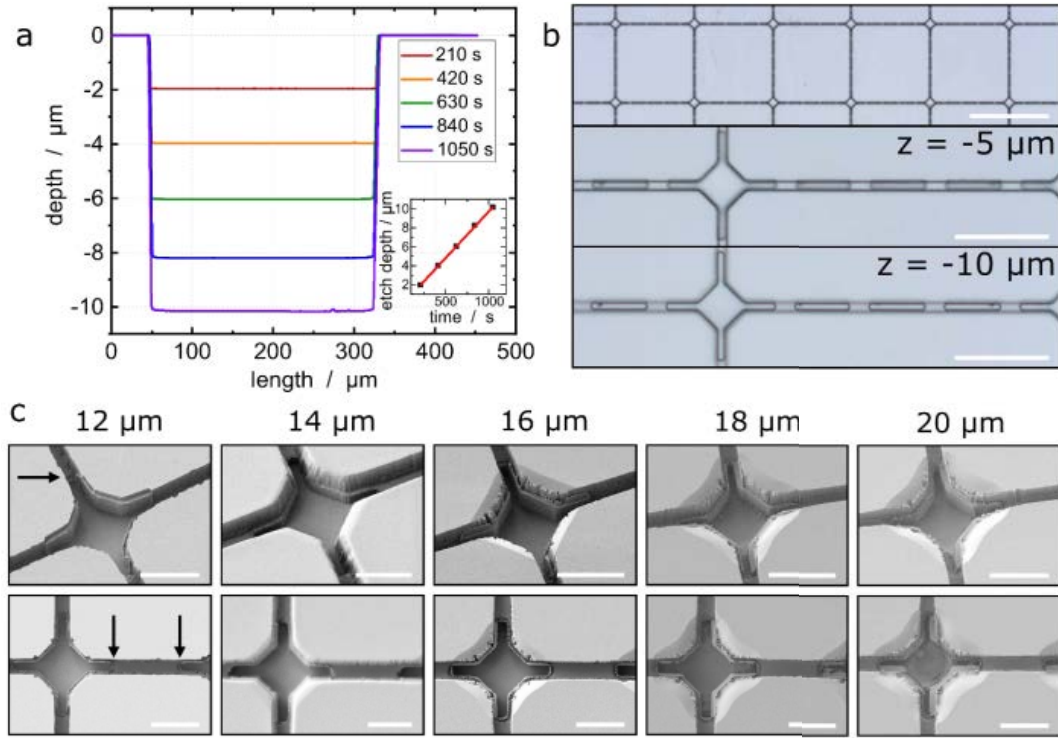 a
0
-2
-4
-6
-8
-10
depth / µm
0 100 200 300 400 500
length / µm
210 s
420 s
630 s
840 s
1050 s
10
8
6
4
2
etch depth / µm
500 1000
time / s
b
z = -5 µm
z = -10 µm
c
12 µm 14 µm 16 µm 18 µm 20 µm